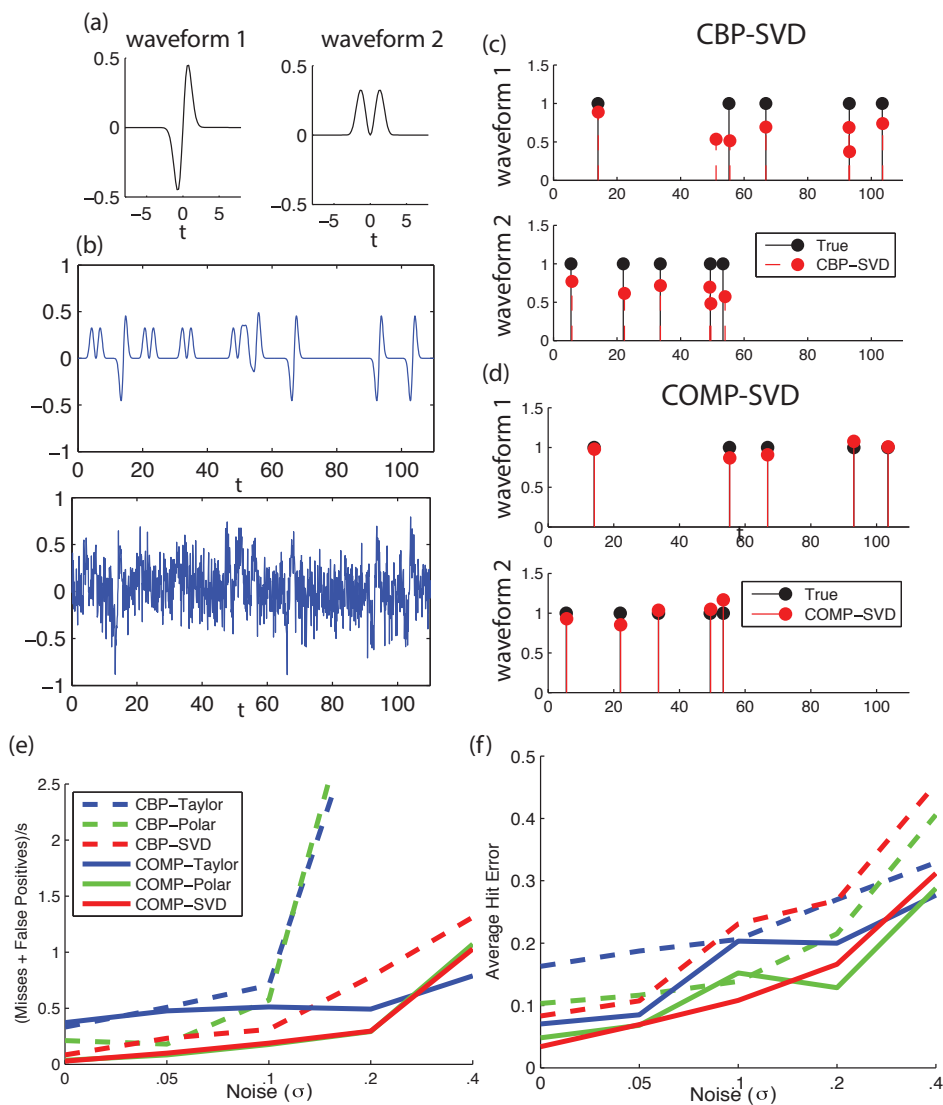 (a)
waveform 1
waveform 2
0.5
0
−0.5
−5 0 5
t
0.5
0
−0.5
−5 0 5
t
(b)
1
0.5
0
−0.5
−1
0 20 40 60 80 100
t
1
0.5
0
−0.5
−1
0 20 40 60 80 100
t
(c)
CBP-SVD
waveform 1
1.5
1
0.5
0
0 20 40 60 80 100
waveform 2
1.5
1
0.5
0
True
CBP−SVD
0 20 40 60 80 100
(d)
COMP-SVD
waveform 1
1.5
1
0.5
0
0 20 40 60 80 100
t
waveform 2
1.5
1
0.5
0
True
COMP−SVD
0 20 40 60 80 100
(e)
(Misses + False Positives)/s
2.5
2
1.5
1
0.5
0
CBP−Taylor
CBP−Polar
CBP−SVD
COMP−Taylor
COMP−Polar
COMP−SVD
0 .05 .1 .2 .4
Noise (σ)
(f)
Average Hit Error
0.5
0.4
0.3
0.2
0.1
0
0 .05 .1 .2 .4
Noise (σ)